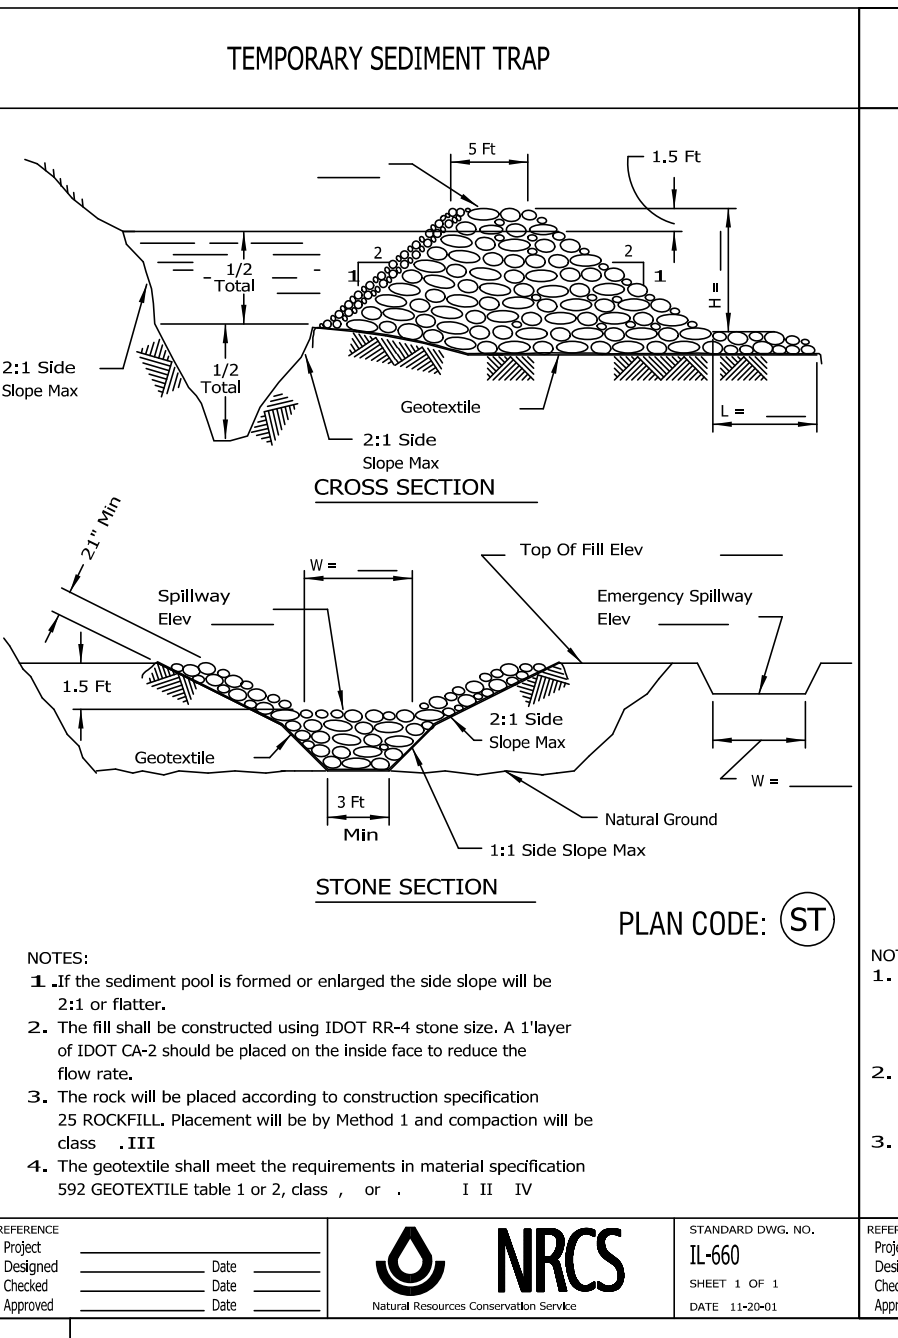 TEMPORARY SEDIMENT TRAP
5 Ft
1.5 Ft
2
1
2
1
H =
1/2
Total
1/2
Total
2:1 Side
Slope Max
Geotextile
L =
2:1 Side
Slope Max
CROSS SECTION
21" Min
W =
Top Of Fill Elev
Spillway
Elev
Emergency Spillway
Elev
1.5 Ft
2:1 Side
Slope Max
Geotextile
W =
3 Ft
Min
Natural Ground
1:1 Side Slope Max
STONE SECTION
PLAN CODE: ST
NOTES:
1. If the sediment pool is formed or enlarged the side slope will be
2:1 or flatter.
2. The fill shall be constructed using IDOT RR-4 stone size. A 1'layer
of IDOT CA-2 should be placed on the inside face to reduce the
flow rate.
3. The rock will be placed according to construction specification
25 ROCKFILL. Placement will be by Method 1 and compaction will be
class . III
4. The geotextile shall meet the requirements in material specification
592 GEOTEXTILE table 1 or 2, class , or . I II IV
NO
1.
2.
3.
REFERENCE
Project
Designed Date
Checked Date
Approved Date
NRCS
Natural Resources Conservation Service
STANDARD DWG. NO.
IL-660
SHEET 1 OF 1
DATE 11-20-01